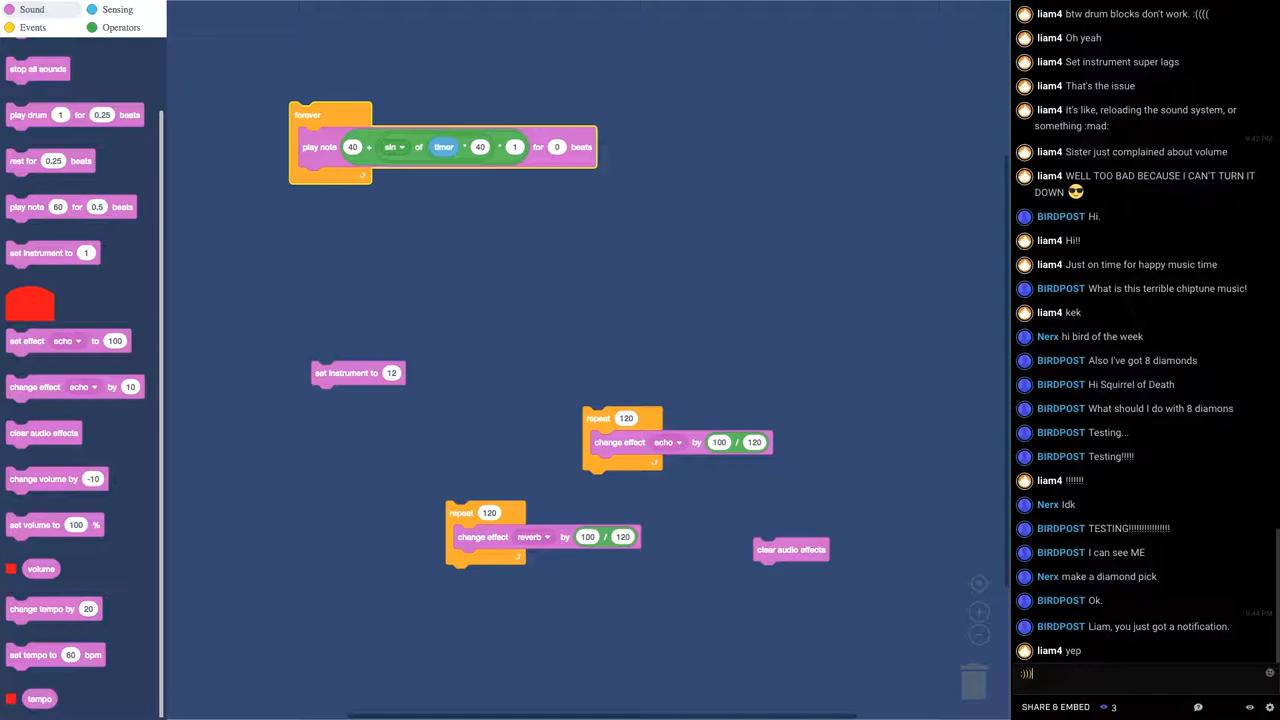 Sound
Sensing
Events
Operators
stop all sounds
play drum 1 for 0.25 beats
rest for 0.25 beats
play note 60 for 0.5 beats
set instrument to 1
set effect echo to 100
change effect echo by 10
clear audio effects
change volume by -10
set volume to 100 %
volume
change tempo by 20
set tempo to 60 bpm
tempo
forever
play note 40 + sin of timer * 40 * 1 for 0 beats
set instrument to 12
repeat 120
change effect echo by 100 / 120
repeat 120
change effect reverb by 100 / 120
clear audio effects
liam4 btw drum blocks don't work. :((((
liam4 Oh yeah
liam4 Set instrument super lags
liam4 That's the issue
liam4 It's like, reloading the sound system, or
something :mad:
9:42 PM
liam4 Sister just complained about volume
liam4 WELL TOO BAD BECAUSE I CAN'T TURN IT
DOWN 😎
BIRDPOST Hi.
liam4 Hi!!
liam4 Just on time for happy music time
BIRDPOST What is this terrible chiptune music!
liam4 kek
Nerx hi bird of the week
BIRDPOST Also I've got 8 diamonds
BIRDPOST Hi Squirrel of Death
BIRDPOST What should I do with 8 diamons
BIRDPOST Testing...
BIRDPOST Testing!!!!!
liam4 !!!!!!!
Nerx Idk
BIRDPOST TESTING!!!!!!!!!!!!!!!!
BIRDPOST I can see ME
Nerx make a diamond pick
BIRDPOST Ok.
9:44 PM
BIRDPOST Liam, you just got a notification.
liam4 yep
:)))
SHARE & EMBED 3